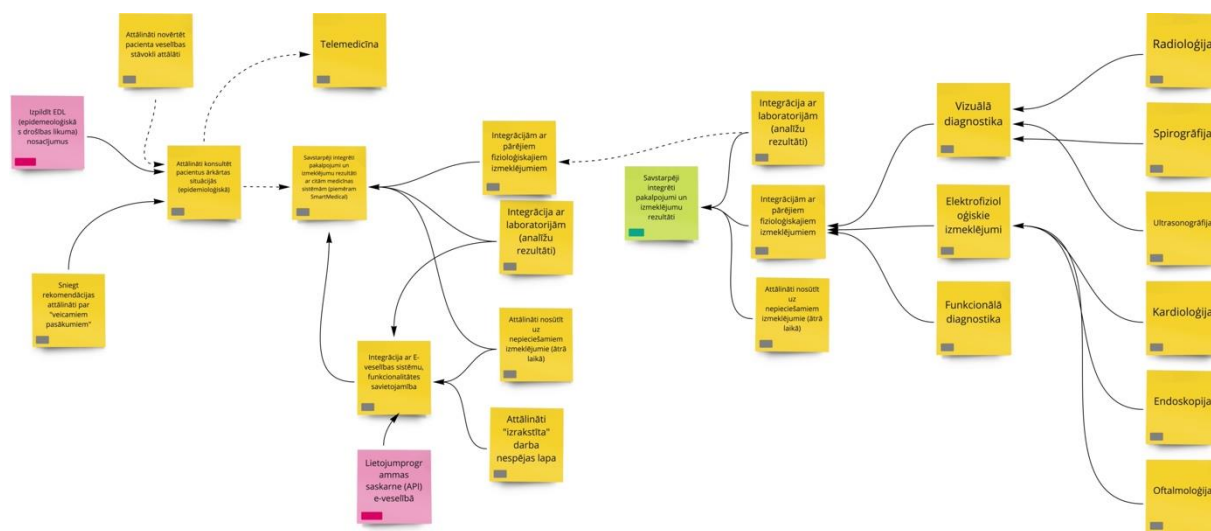 Attālināti novērtēt
pacienta veselības
stāvokli attālāti
Telemedicīna
Izpildīt EDL
(epidemeoloģiskā
s drošības likuma)
nosacījumus
Attālināti konsultēt
pacientus ārkārtas
situācijās
(epidemioloģiskā)
Savstarpēji integrēti
pakalpojumi un
izmeklējumu rezultāti
ar citām medicīnas
sistēmām (piemēram
SmartMedical)
Sniegt
rekomendācijas
attālināti par
"veicamiem
pasākumiem"
Integrācijām ar
pārējiem
fizioloģiskajiem
izmeklējumiem
Integrācija ar
laboratorijām
(analīžu
rezultāti)
Attālināti nosūtīt
uz
nepieciešamiem
izmeklējumie (ātrā
laikā)
Integrācija ar E-
veselības sistēmu,
funkcionalitātes
savietojamība
Attālināti
"izrakstīta"
darba
nespējas lapa
Lietojumprogr
ammas
saskarne (API)
e-veselībā
Savstarpēji
integrēti
pakalpojumi un
izmeklējumu
rezultāti
Integrācija ar
laboratorijām
(analīžu
rezultāti)
Integrācijām ar
pārējiem
fizioloģiskajiem
izmeklējumiem
Attālināti nosūtīt
uz
nepieciešamiem
izmeklējumie (ātrā
laikā)
Vizuālā
diagnostika
Elektrofiziol
oģiskie
izmeklējumi
Funkcionālā
diagnostika
Radioloģija
Spirogrāfija
Ultrasonogrāfija
Kardioloģija
Endoskopija
Oftalmoloģija